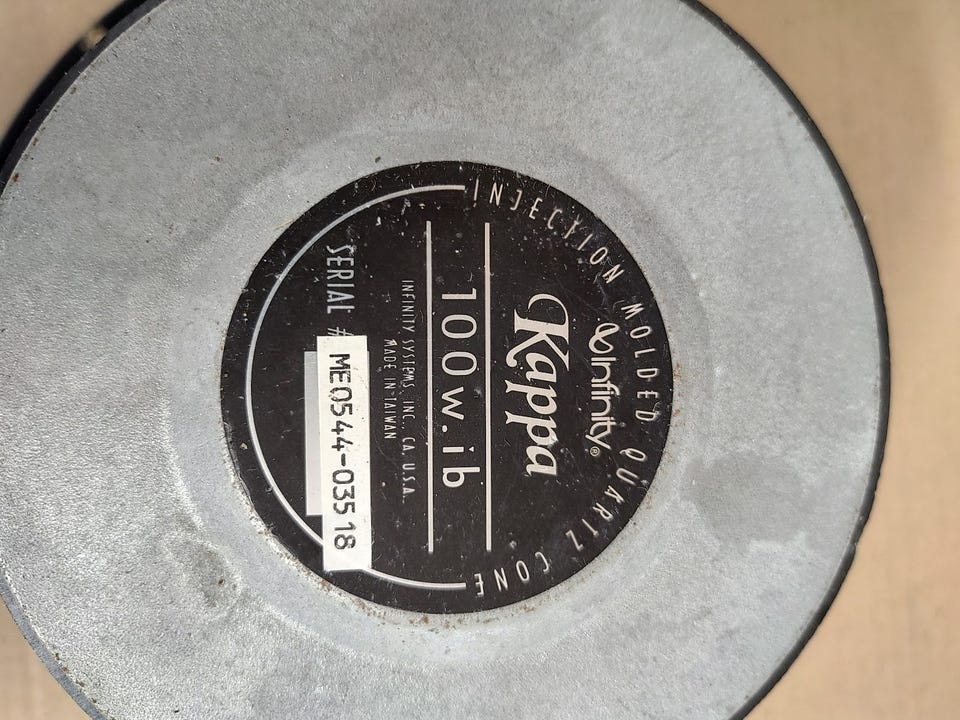 INJECTION MOLDED QUARTZ CONE
Infinity®
Kappa
100w.ib
INFINITY SYSTEMS, INC., CA, U.S.A.
MADE IN TAIWAN
SERIAL #
ME0544-03518